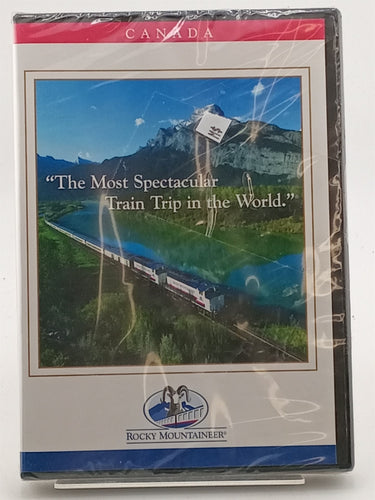 CANADA
“The Most Spectacular
Train Trip in the World.”
ROCKY MOUNTAINEER®